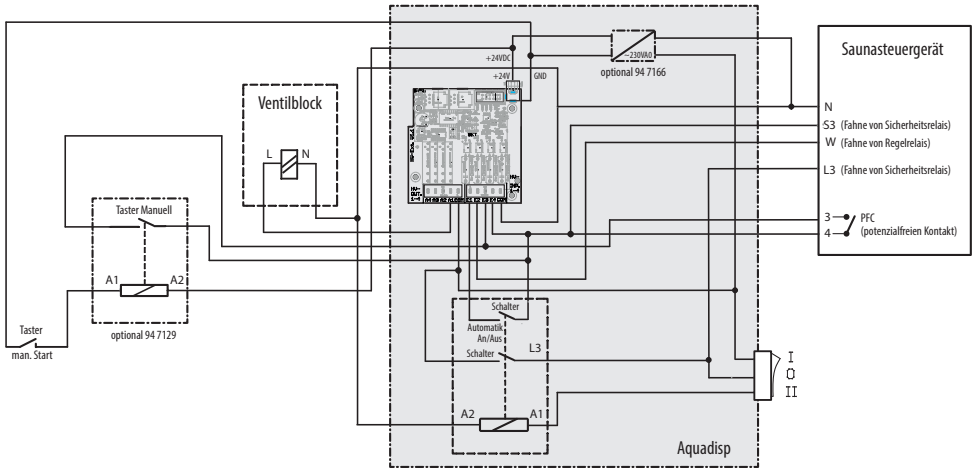 Saunasteuergerät
N
S3 (Fahne von Sicherheitsrelais)
W (Fahne von Regelrelais)
L3 (Fahne von Sicherheitsrelais)
3
PFC
4
(potenzialfreien Kontakt)
~230VAC
optional 94 7166
+24VDC
+24V
GND
Ventilblock
L
N
Taster Manuell
A1
A2
optional 94 7129
Taster
man. Start
Schalter
Automatik
An/Aus
Schalter
L3
A2
A1
I
O
II
Aquadisp